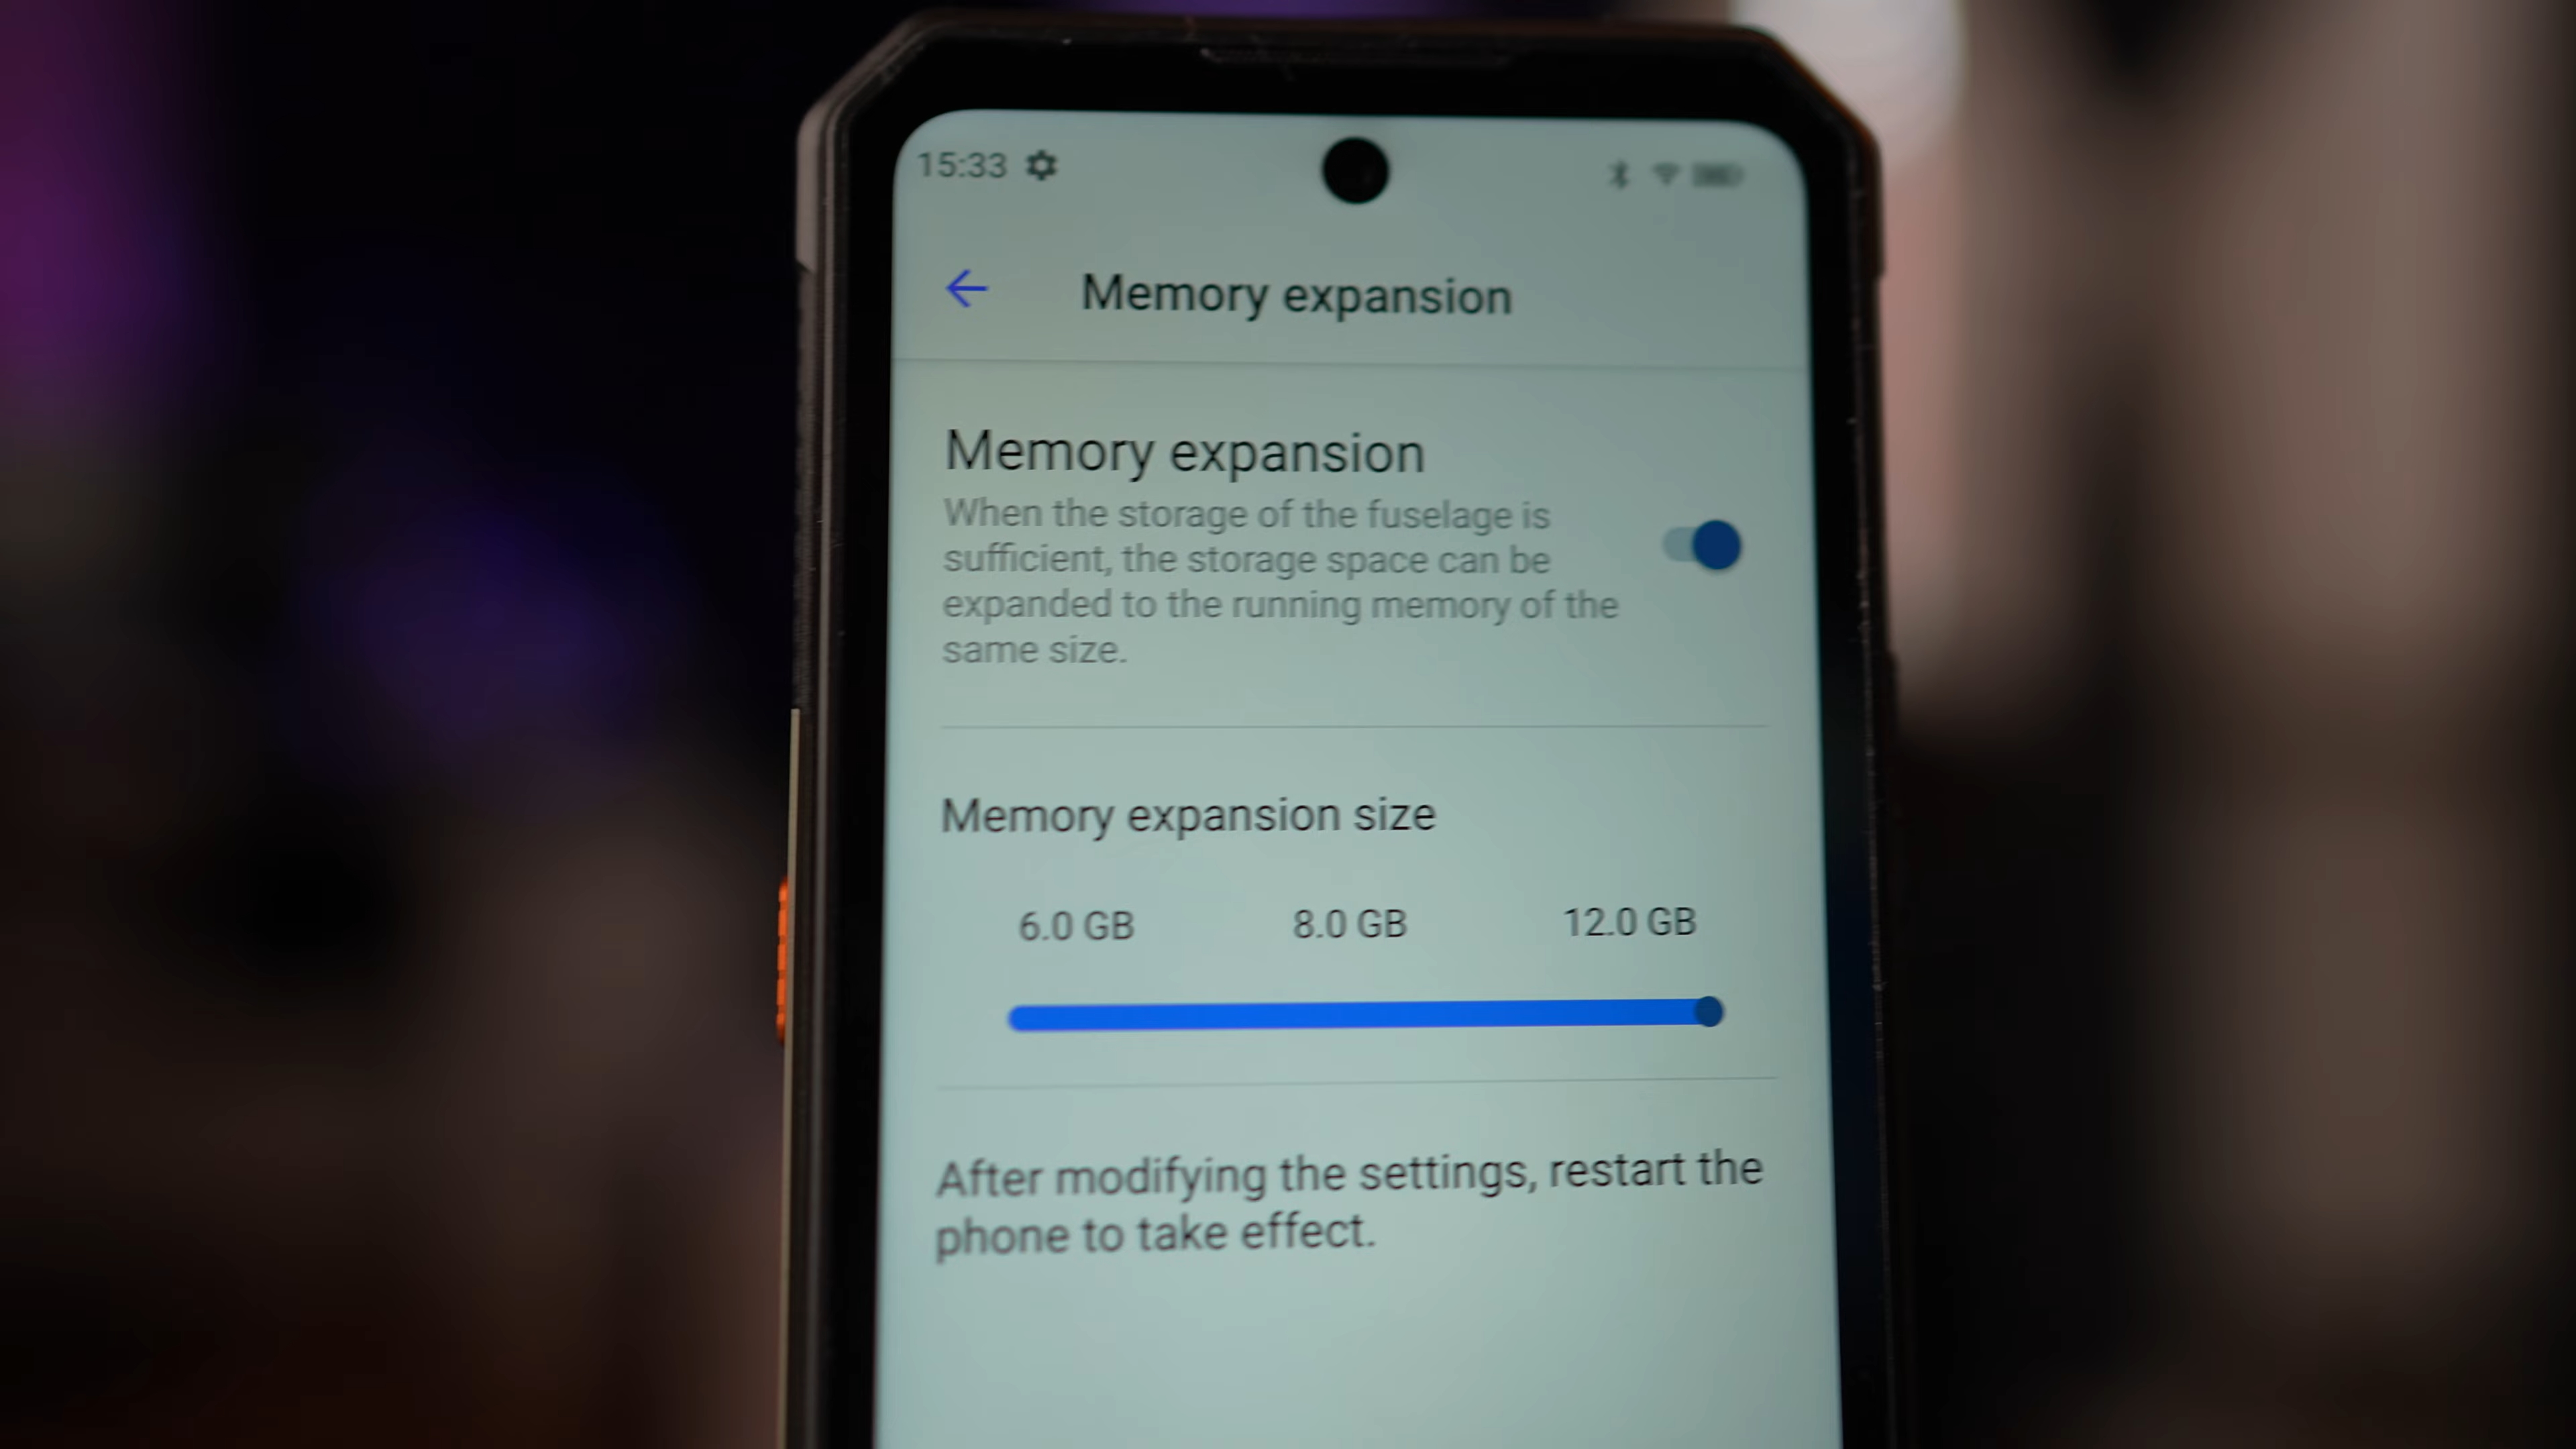 15:33
Memory expansion
Memory expansion
When the storage of the fuselage is
sufficient, the storage space can be
expanded to the running memory of the
same size.
Memory expansion size
6.0 GB 8.0 GB 12.0 GB
After modifying the settings, restart the
phone to take effect.